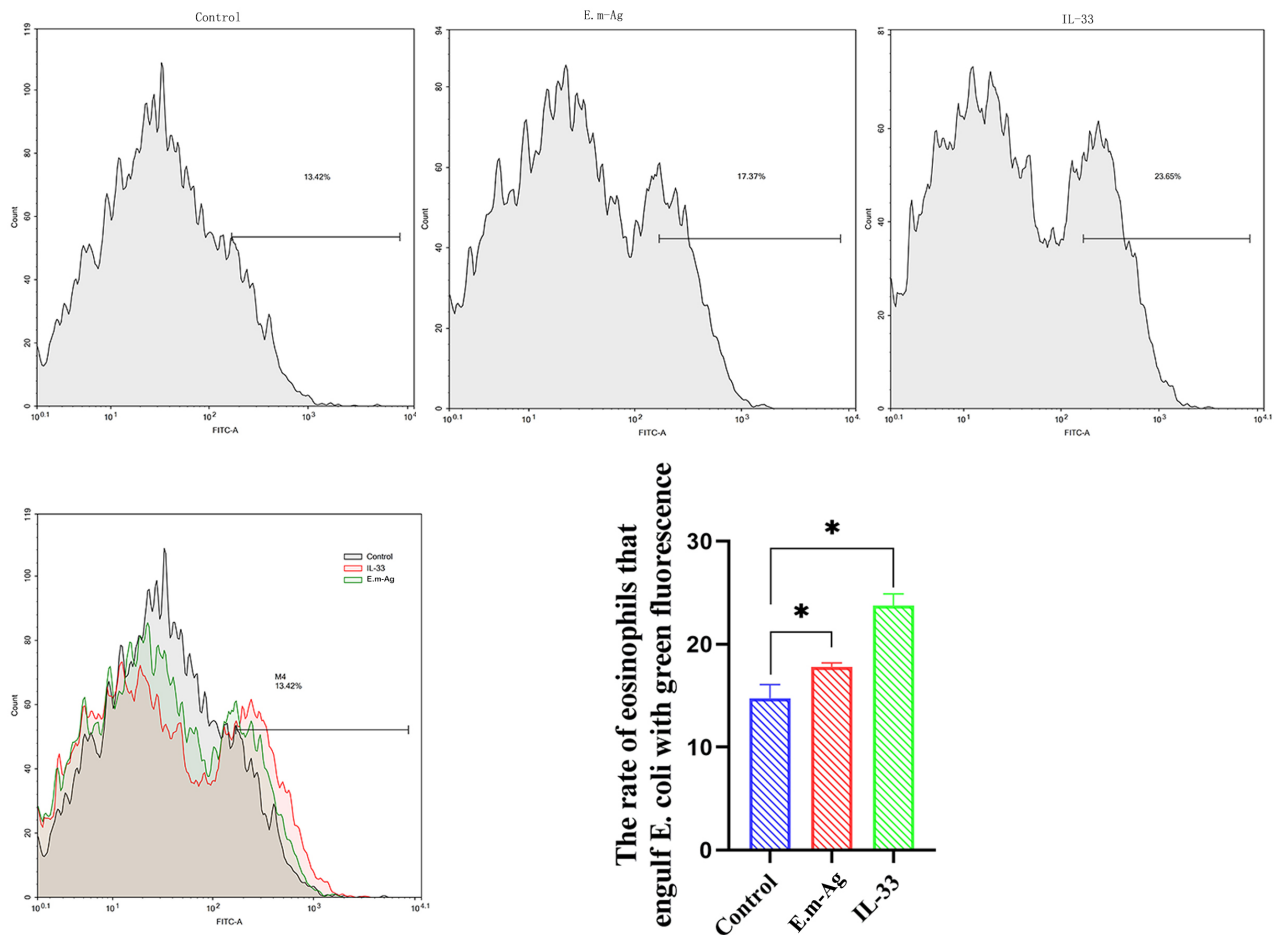 Control
E.m-Ag
IL-33
119
100
80
60
40
20
0
Count
13.42%
10^0.1
10^1
10^2
10^3
10^4
FITC-A
94
80
60
40
20
0
Count
17.37%
10^0.1
10^1
10^2
10^3
10^4.
FITC-A
81
60
40
20
0
Count
23.65%
10^0.1
10^1
10^2
10^3
10^4.1
FITC-A
119
100
80
60
40
20
0
Count
Control
IL-33
E.m-Ag
M4
13.42%
10^0.1
10^1
10^2
10^3
10^4.1
FITC-A
The rate of eosinophils that
engulf E. coli with green fluorescence
30
20
10
0
*
*
Control
E.m-Ag
IL-33